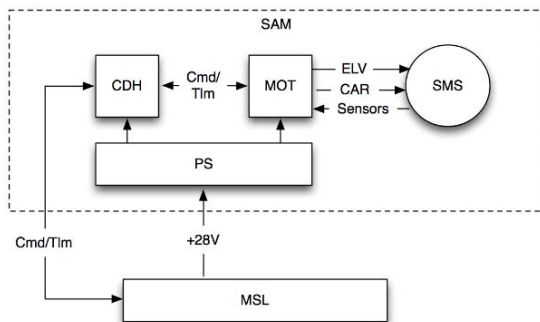 SAM
CDH
Cmd/
Tlm
MOT
ELV
CAR
Sensors
SMS
PS
Cmd/Tlm
+28V
MSL